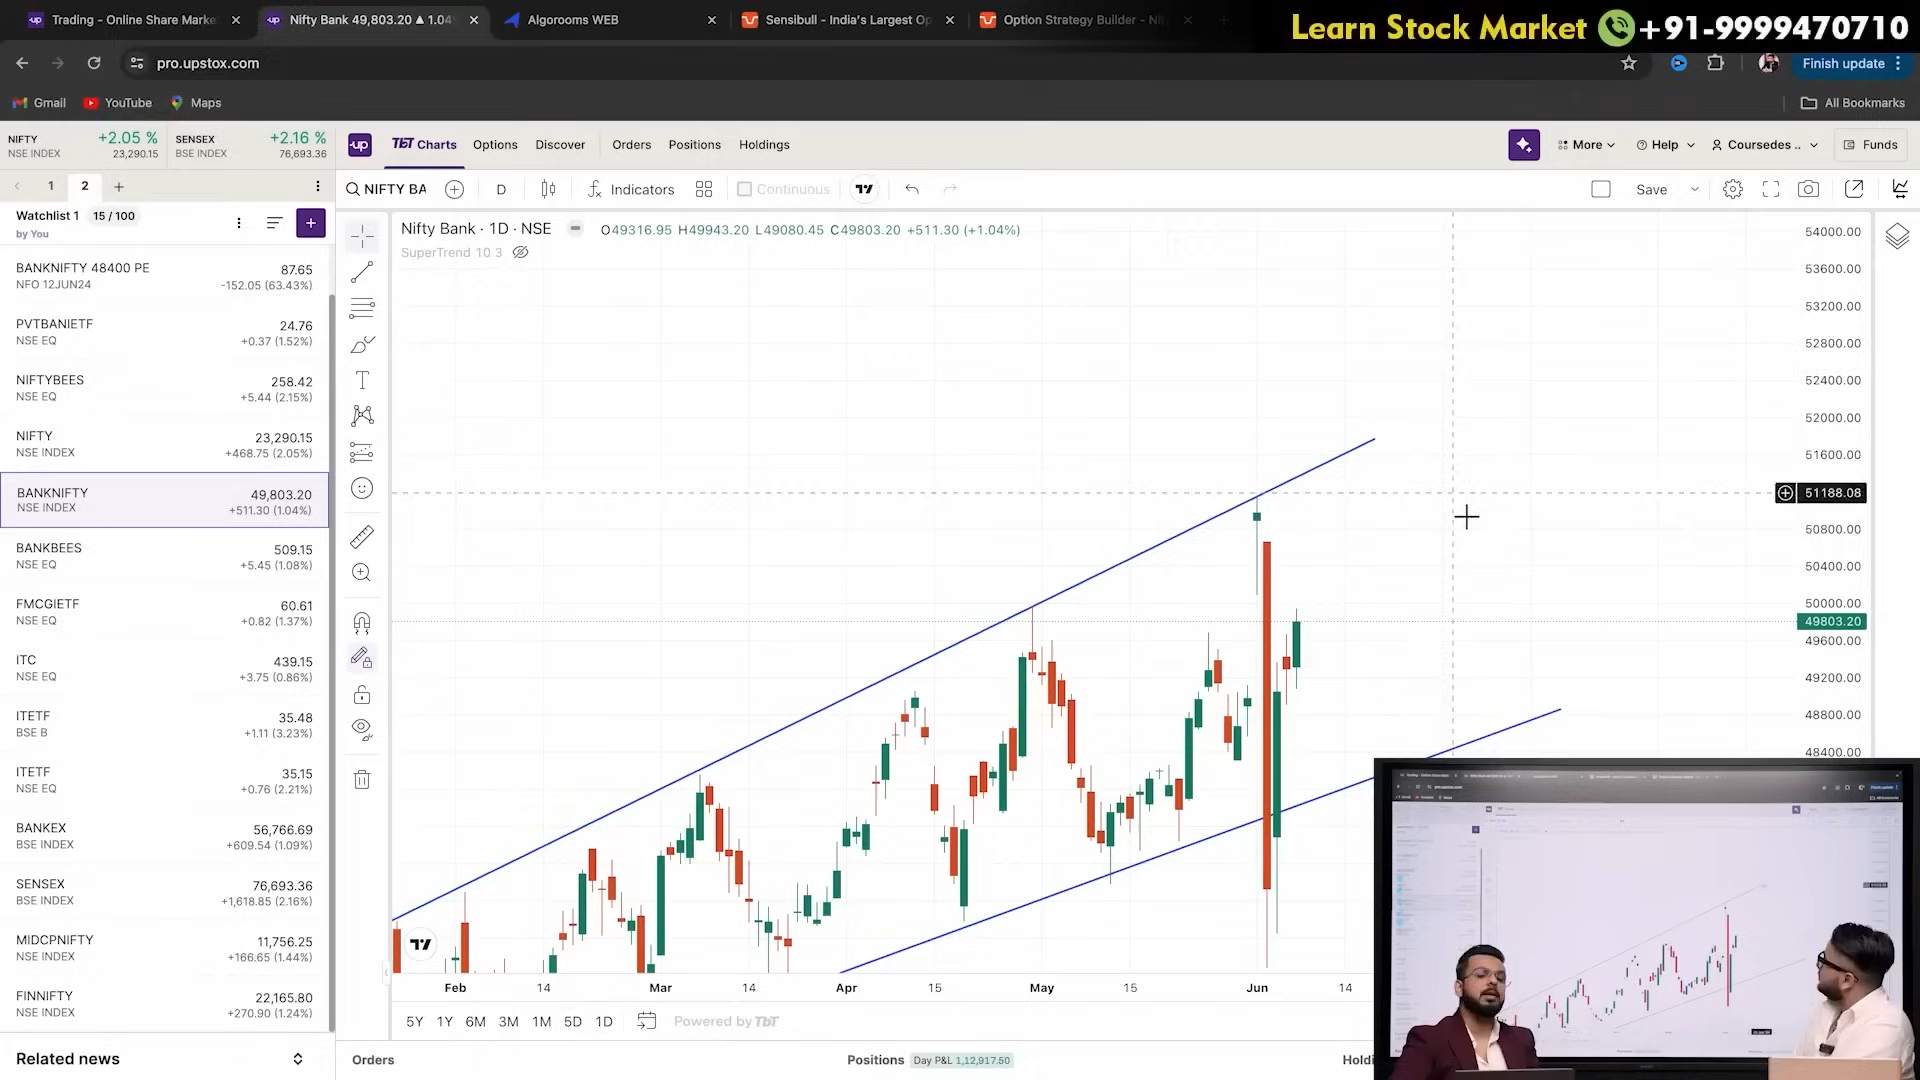 Trading - Online Share Marke
Nifty Bank 49,803.20 ▲ 1.04
Algorooms WEB
Sensibull - India's Largest Op
Option Strategy Builder - Ni
Learn Stock Market +91-9999470710
pro.upstox.com
Finish update
Gmail
YouTube
Maps
All Bookmarks
NIFTY +2.05 %
NSE INDEX 23,290.15
SENSEX +2.16 %
BSE INDEX 76,693.36
up
TbT Charts
Options
Discover
Orders
Positions
Holdings
More
Help
Coursedes ..
Funds
1
2
NIFTY BA
D
Indicators
Continuous
Save
Watchlist 1 15 / 100
by You
Nifty Bank · 1D · NSE O49316.95 H49943.20 L49080.45 C49803.20 +511.30 (+1.04%)
SuperTrend 10 3
BANKNIFTY 48400 PE 87.65
NFO 12JUN24 -152.05 (63.43%)
PVTBANIETF 24.76
NSE EQ +0.37 (1.52%)
NIFTYBEES 258.42
NSE EQ +5.44 (2.15%)
NIFTY 23,290.15
NSE INDEX +468.75 (2.05%)
BANKNIFTY 49,803.20
NSE INDEX +511.30 (1.04%)
BANKBEES 509.15
NSE EQ +5.45 (1.08%)
FMCGIETF 60.61
NSE EQ +0.82 (1.37%)
ITC 439.15
NSE EQ +3.75 (0.86%)
ITETF 35.48
BSE B +1.11 (3.23%)
ITETF 35.15
NSE EQ +0.76 (2.21%)
BANKEX 56,766.69
BSE INDEX +609.54 (1.09%)
SENSEX 76,693.36
BSE INDEX +1,618.85 (2.16%)
MIDCPNIFTY 11,756.25
NSE INDEX +166.65 (1.44%)
FINNIFTY 22,165.80
NSE INDEX +270.90 (1.24%)
Related news
54000.00
53600.00
53200.00
52800.00
52400.00
52000.00
51600.00
51188.08
50800.00
50400.00
50000.00
49803.20
49600.00
49200.00
48800.00
48400.00
Feb 14 Mar 14 Apr 15 May 15 Jun 14
5Y 1Y 6M 3M 1M 5D 1D
Powered by TbT
Orders
Positions Day P&L 1,12,917.50
Holdi